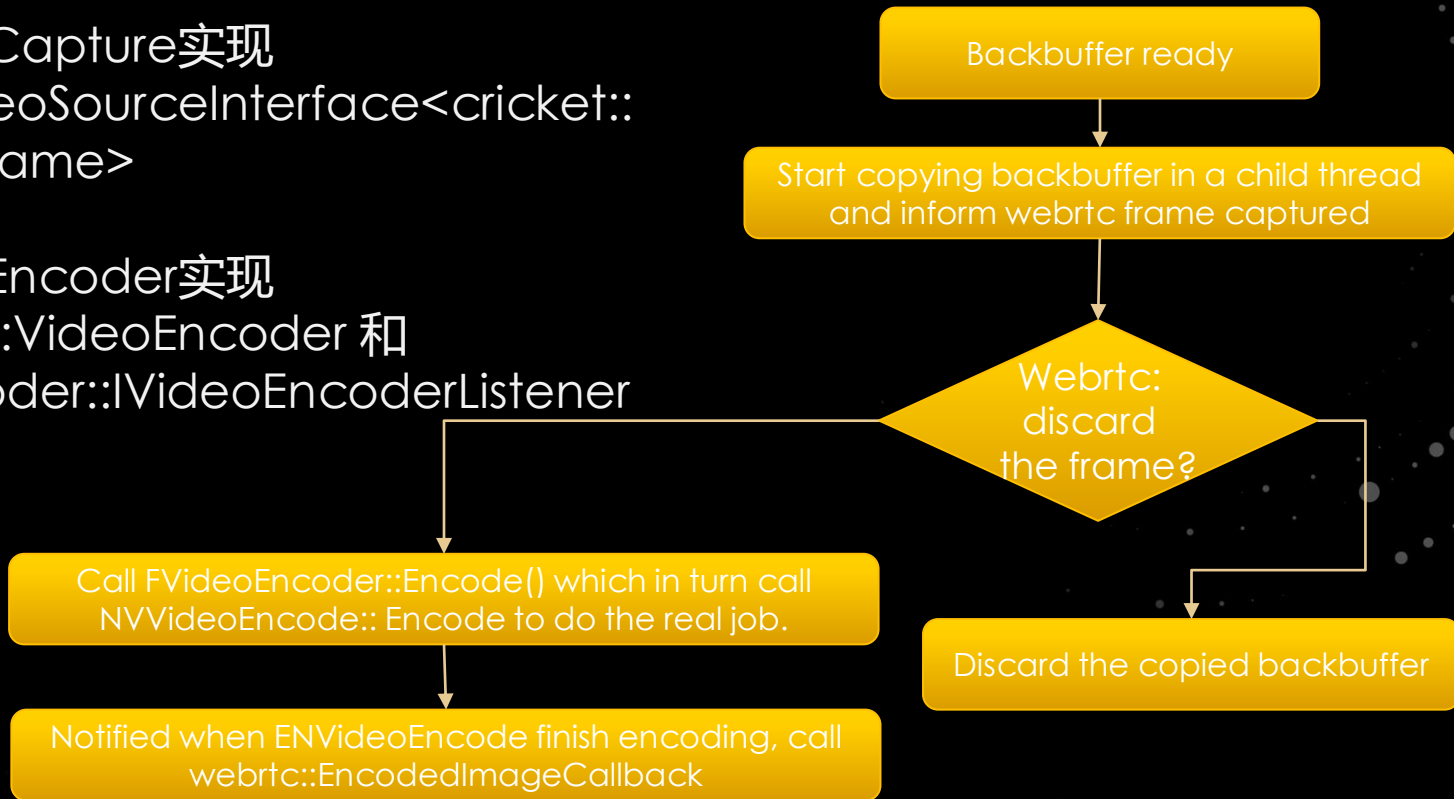 Capture实现
eoSourceInterface<cricket::
ame>
Encoder实现
::VideoEncoder 和
oder::IVideoEncoderListener
Backbuffer ready
Start copying backbuffer in a child thread
and inform webrtc frame captured
Webrtc:
discard
the frame?
Call FVideoEncoder::Encode() which in turn call
NVVideoEncode:: Encode to do the real job.
Discard the copied backbuffer
Notified when ENVideoEncode finish encoding, call
webrtc::EncodedImageCallback